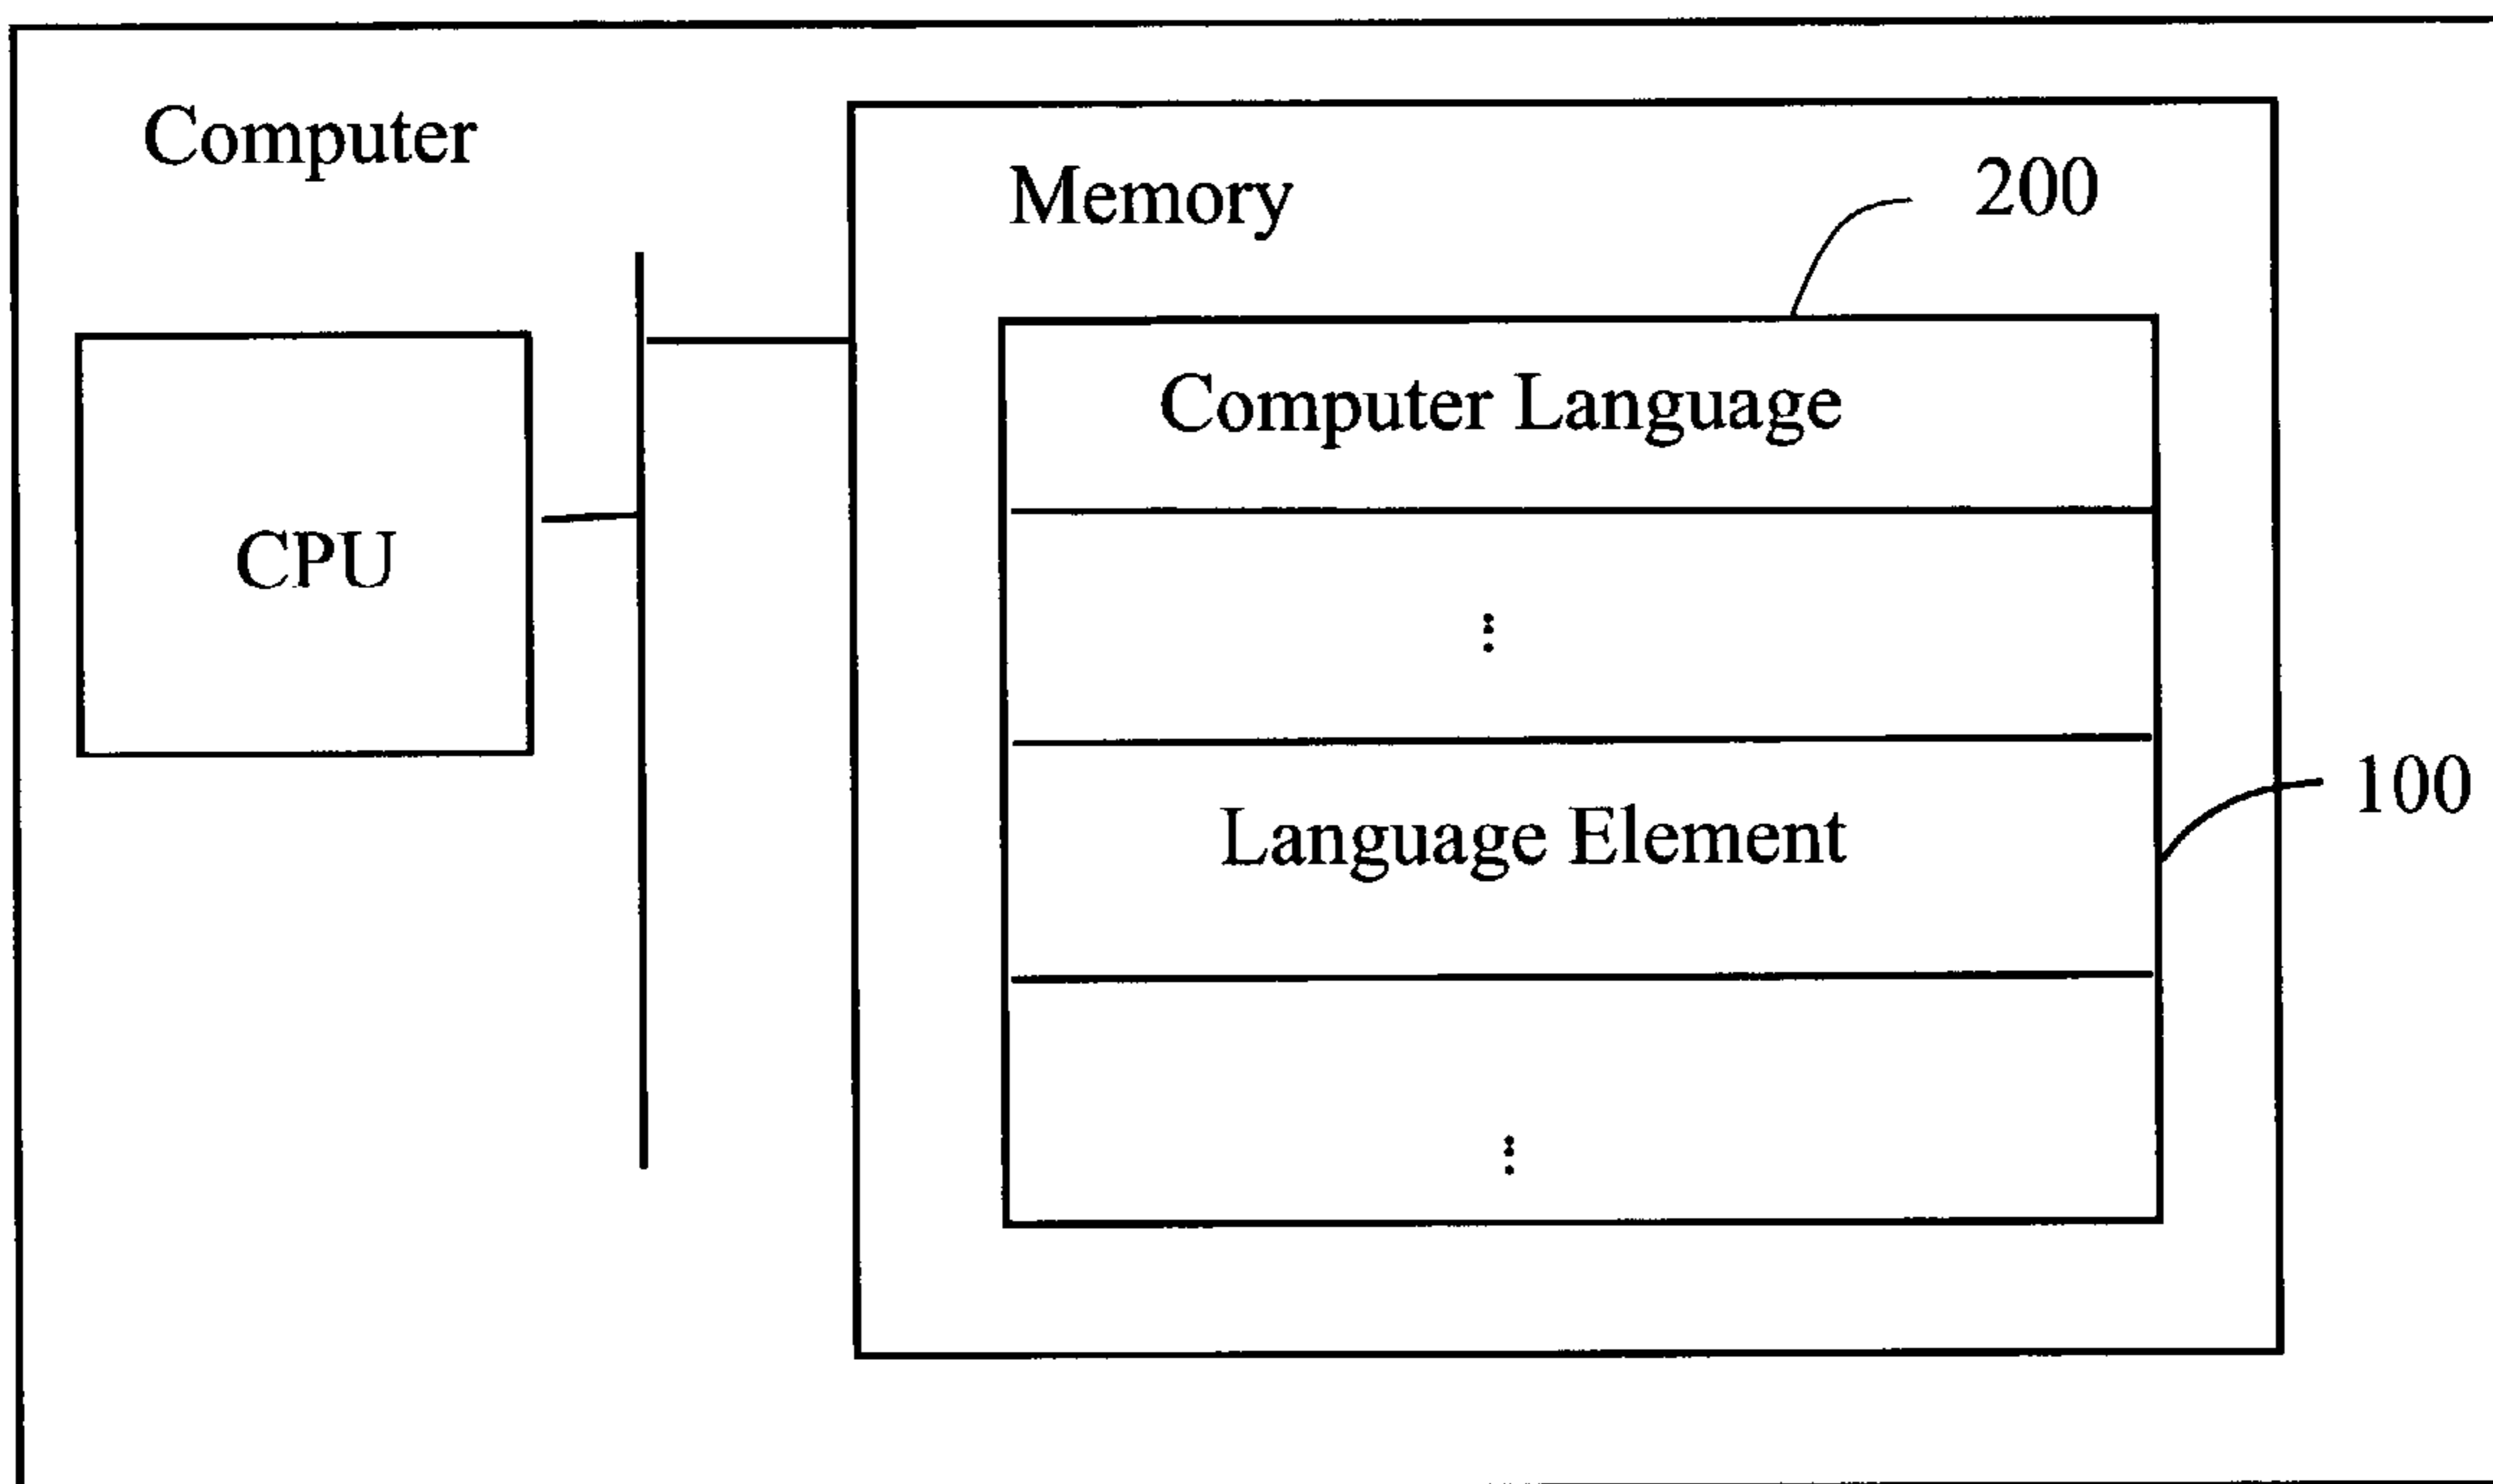 Computer
Memory
200
Computer Language
CPU
⋮
100
Language Element
⋮